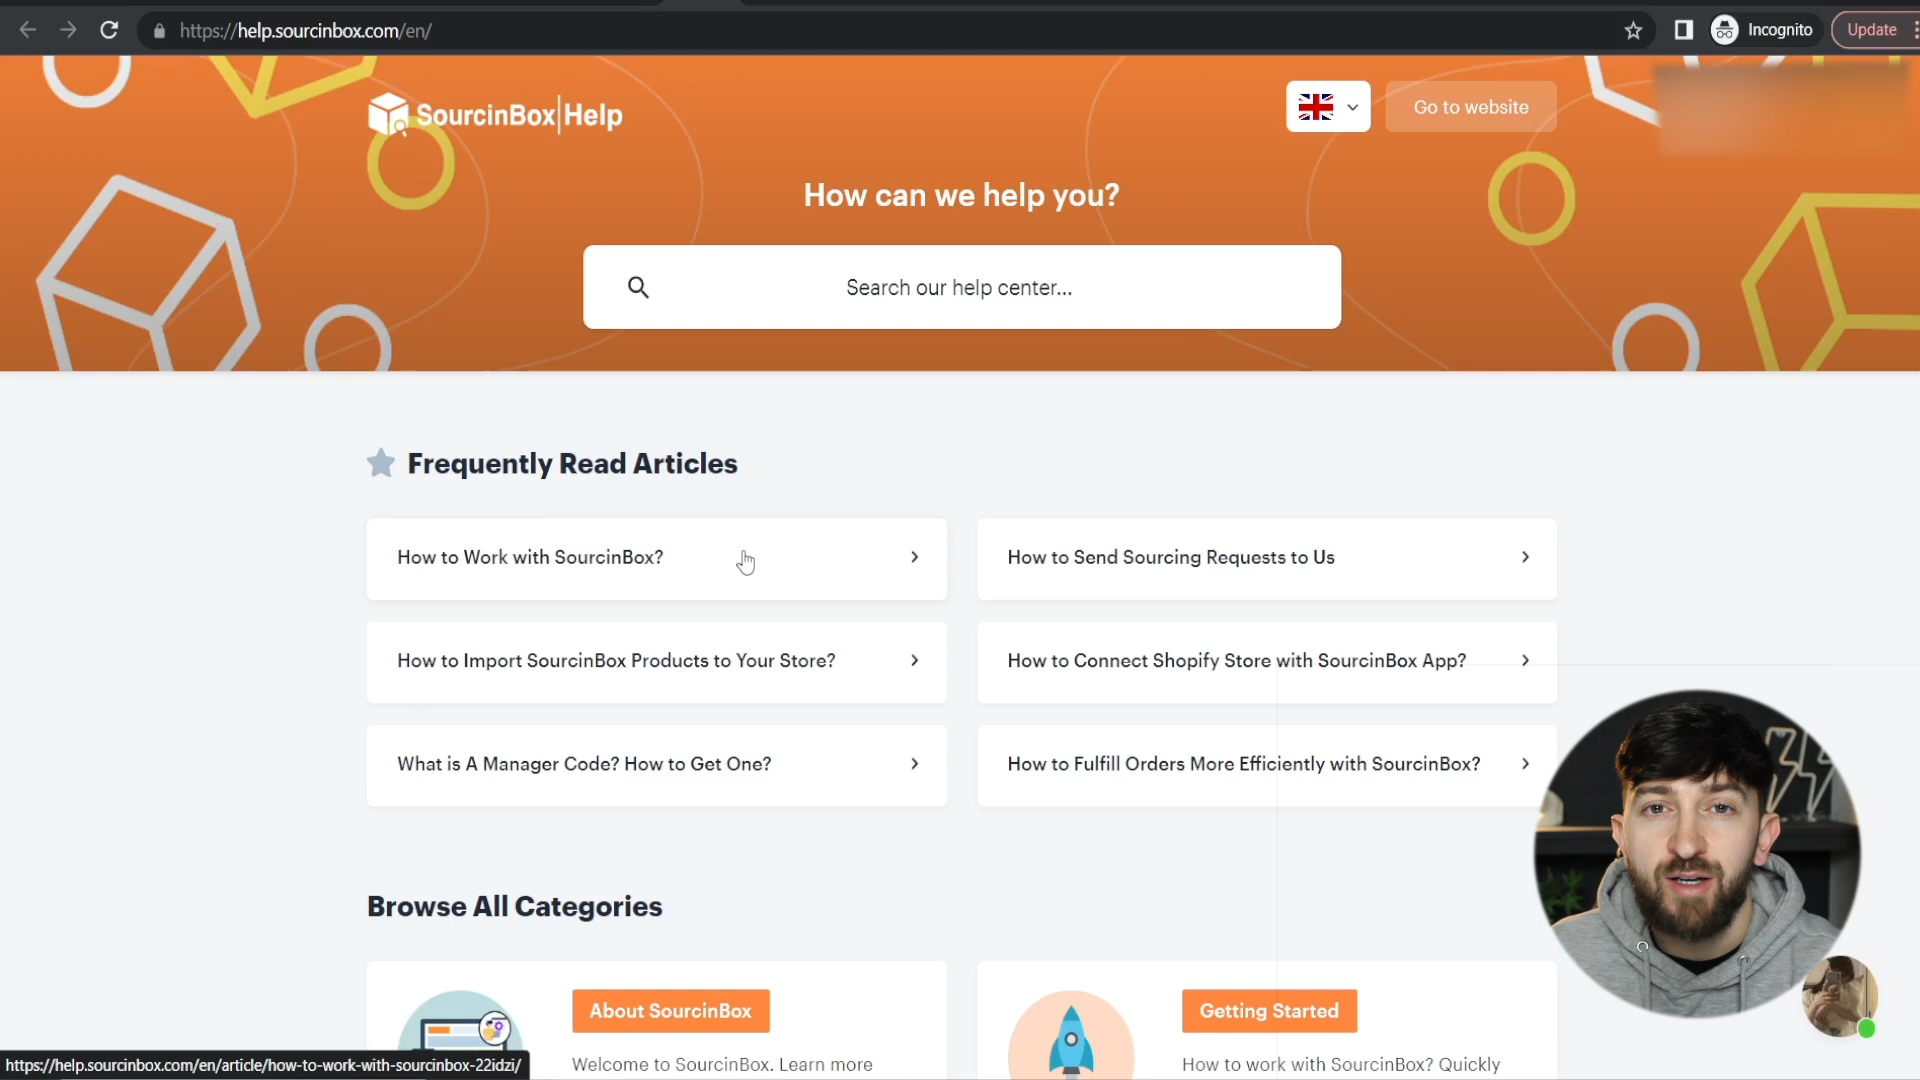 https://help.sourcinbox.com/en/
Incognito
Update
SourcinBox|Help
Go to website
How can we help you?
Search our help center...
Frequently Read Articles
How to Work with SourcinBox?
How to Send Sourcing Requests to Us
How to Import SourcinBox Products to Your Store?
How to Connect Shopify Store with SourcinBox App?
What is A Manager Code? How to Get One?
How to Fulfill Orders More Efficiently with SourcinBox?
Browse All Categories
About SourcinBox
Getting Started
Welcome to SourcinBox. Learn more
How to work with SourcinBox? Quickly
https://help.sourcinbox.com/en/article/how-to-work-with-sourcinbox-22idzi/